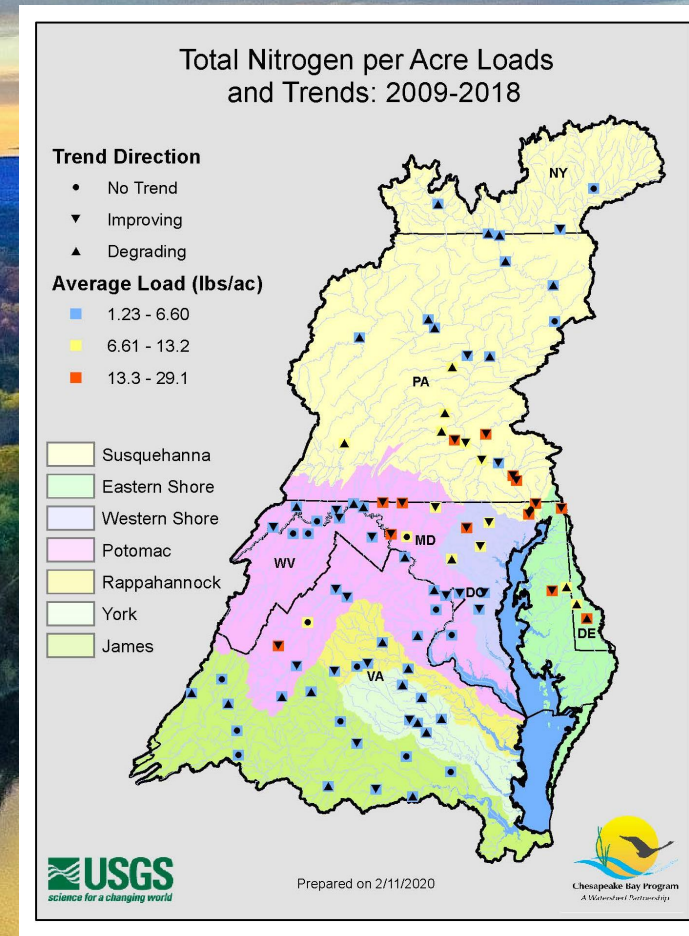 Total Nitrogen per Acre Loads
and Trends: 2009-2018
Trend Direction
No Trend
Improving
Degrading
Average Load (lbs/ac)
1.23 - 6.60
6.61 - 13.2
13.3 - 29.1
Susquehanna
Eastern Shore
Western Shore
Potomac
Rappahannock
York
James
NY
PA
MD
WV
DC
DE
VA
USGS
science for a changing world
Prepared on 2/11/2020
Chesapeake Bay Program
A Watershed Partnership